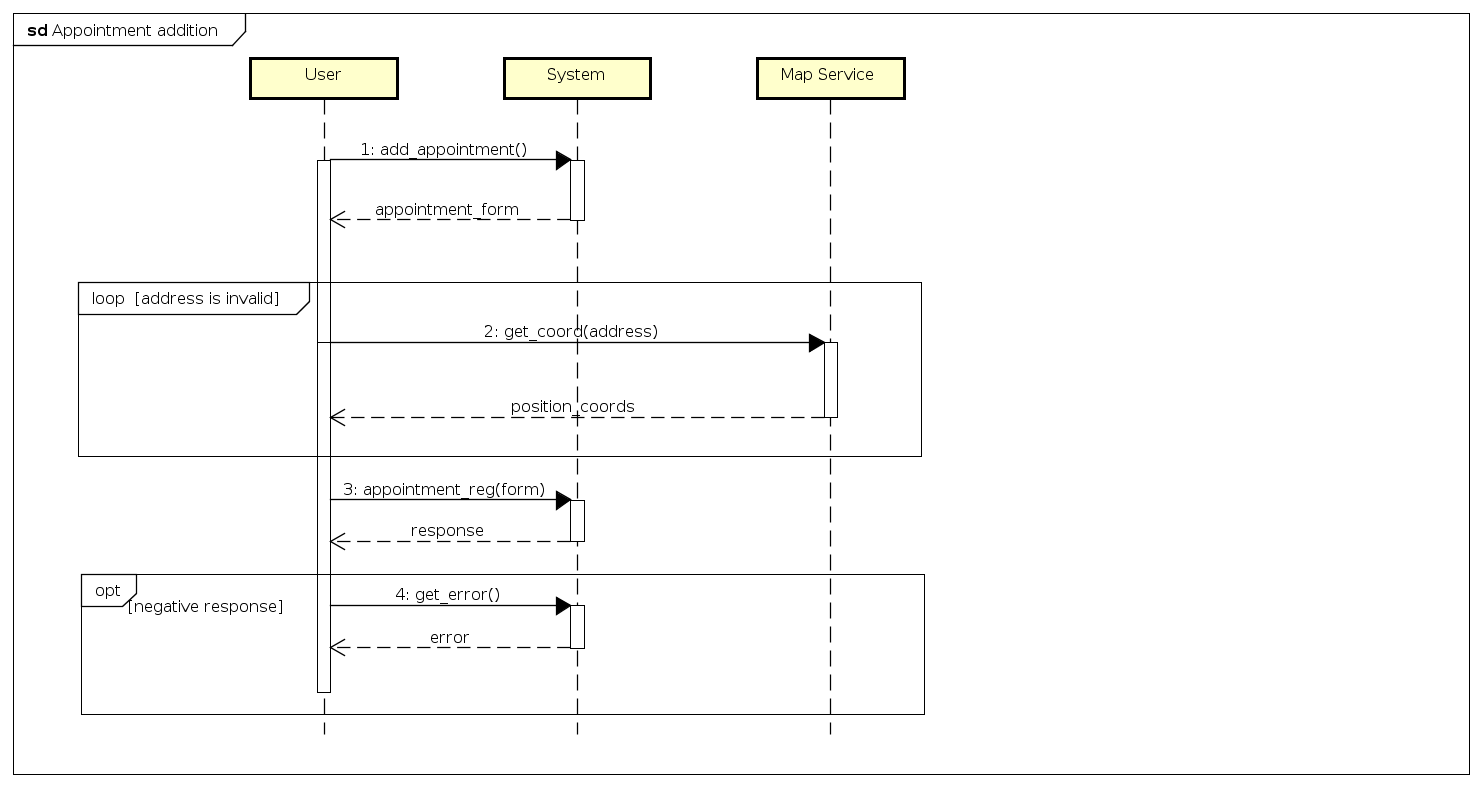 sd Appointment addition
User
System
Map Service
1: add_appointment()
appointment_form
loop [address is invalid]
2: get_coord(address)
position_coords
3: appointment_reg(form)
response
opt
[negative response]
4: get_error()
error